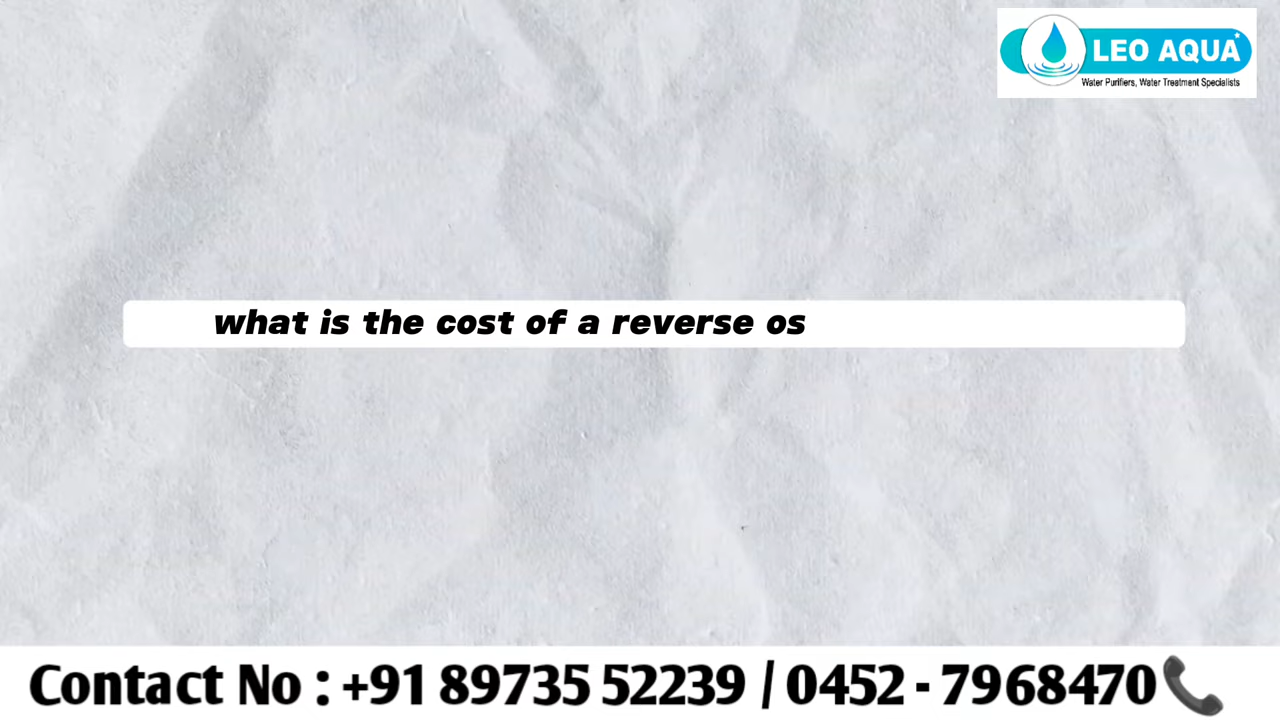 LEO AQUA*
Water Purifiers, Water Treatment Specialists
what is the cost of a reverse os
Contact No : +91 89735 52239 / 0452 - 7968470